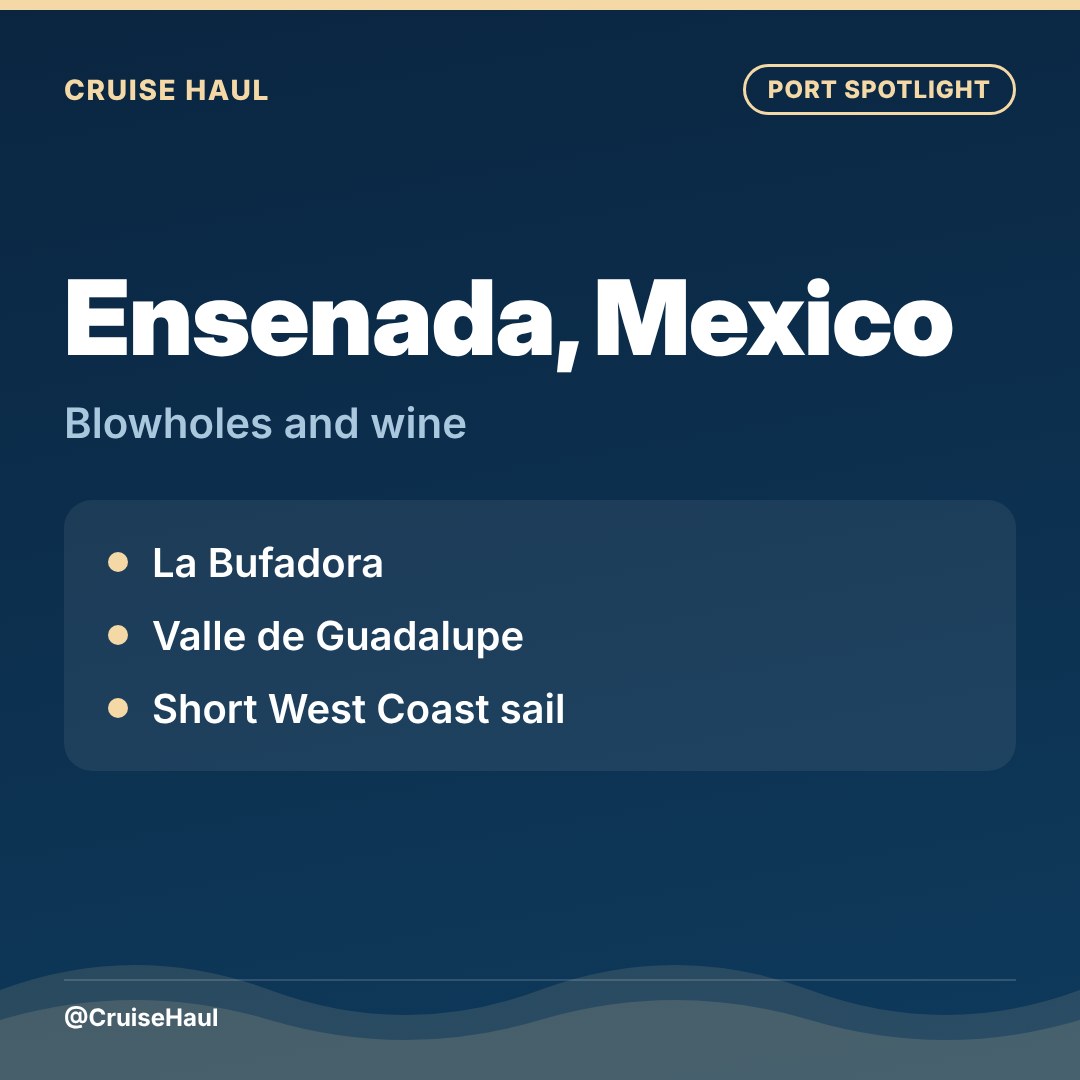 CRUISE HAUL
PORT SPOTLIGHT
Ensenada, Mexico
Blowholes and wine
La Bufadora
Valle de Guadalupe
Short West Coast sail
@CruiseHaul